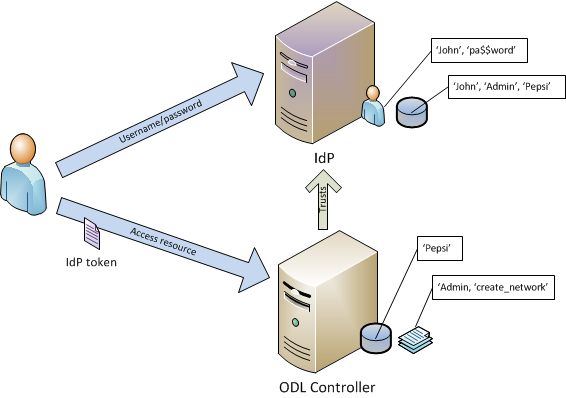 ‘John’, ‘pa$$word’
‘John’, ‘Admin’, ‘Pepsi’
Username/password
IdP
Trusts
Access resource
IdP token
‘Pepsi’
‘Admin, ‘create_network’
ODL Controller